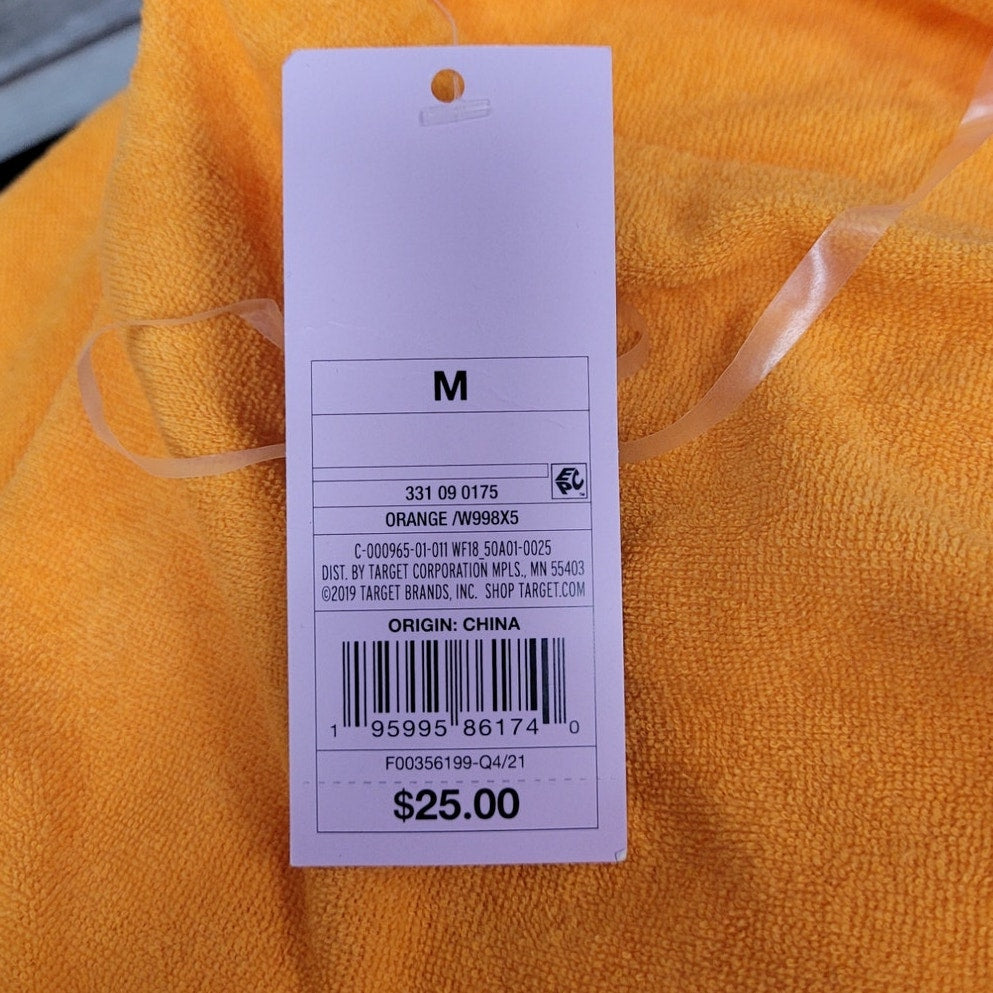 M
EPC™
331 09 0175
ORANGE /W998X5
C-000965-01-011 WF18_50A01-0025
DIST. BY TARGET CORPORATION MPLS., MN 55403
©2019 TARGET BRANDS, INC. SHOP TARGET.COM
ORIGIN: CHINA
1 95995 86174 0
F00356199-Q4/21
$25.00